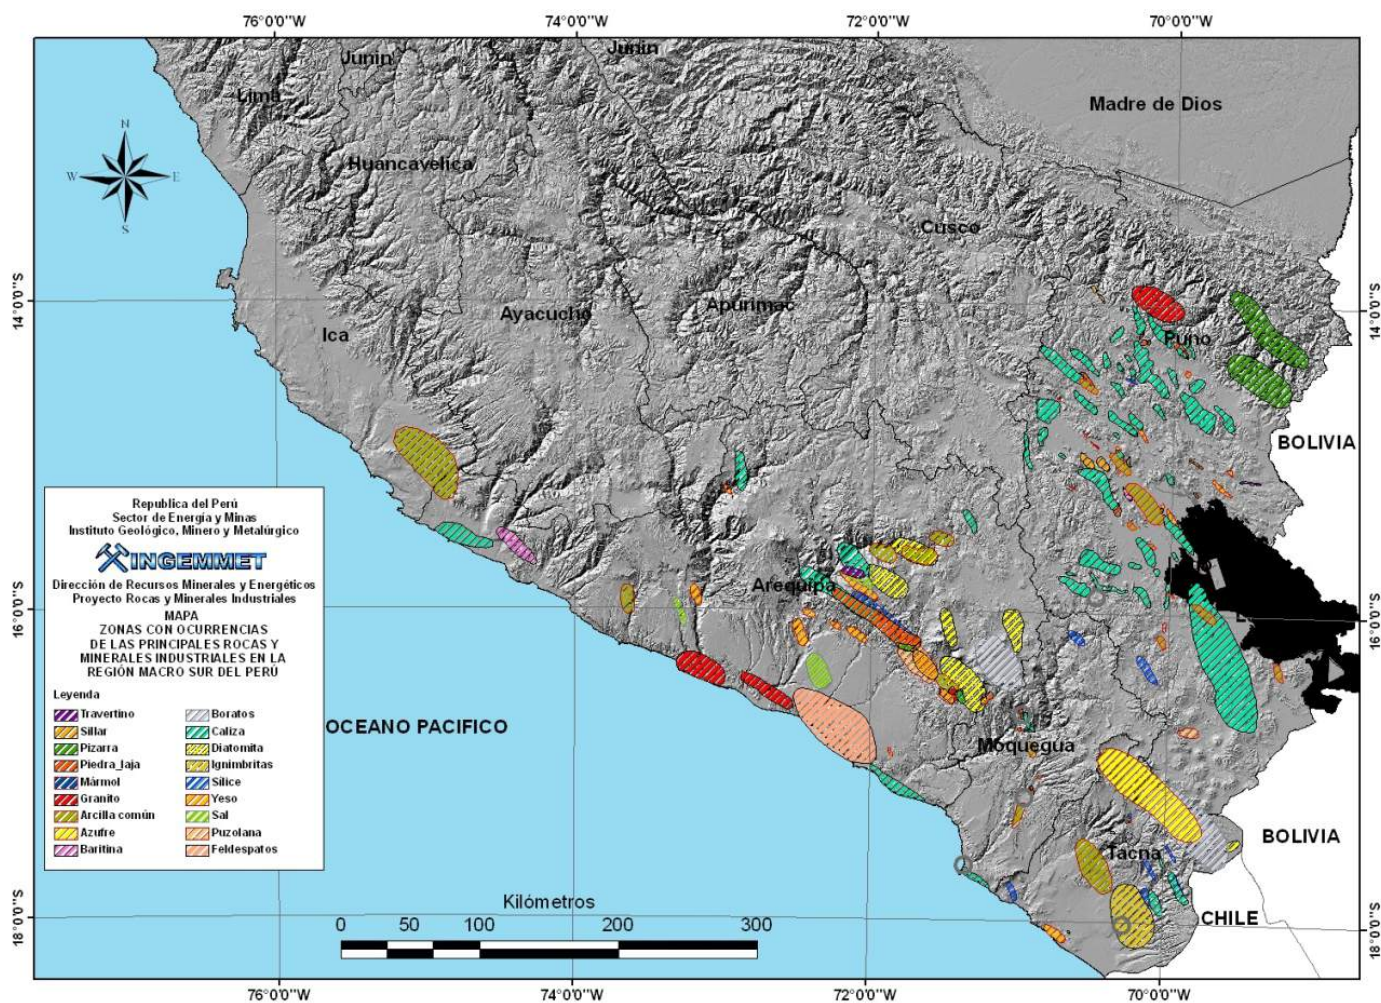 76°0'0"W
74°0'0"W
72°0'0"W
70°0'0"W
Junin
Junin
Lima
Madre de Dios
Huancavelica
Cusco
N
W
E
S
14°0'0"S
14°0'0"S
Ayacucho
Apurimac
Ica
Puno
BOLIVIA
Republica del Perú
Sector de Energía y Minas
Instituto Geológico, Minero y Metalúrgico
INGEMMET
Dirección de Recursos Minerales y Energéticos
Proyecto Rocas y Minerales Industriales
MAPA
ZONAS CON OCURRENCIAS
DE LAS PRINCIPALES ROCAS Y
MINERALES INDUSTRIALES EN LA
REGIÓN MACRO SUR DEL PERÚ
Leyenda
Travertino
Sillar
Pizarra
Piedra_laja
Mármol
Granito
Arcilla común
Azufre
Baritina
Boratos
Caliza
Diatomita
Ignimbritas
Sílice
Yeso
Sal
Puzolana
Feldespatos
Arequipa
16°0'0"S
16°0'0"S
OCEANO PACIFICO
Moquegua
Tacna
BOLIVIA
CHILE
Kilómetros
0 50 100 200 300
18°0'0"S
18°0'0"S
76°0'0"W
74°0'0"W
72°0'0"W
70°0'0"W